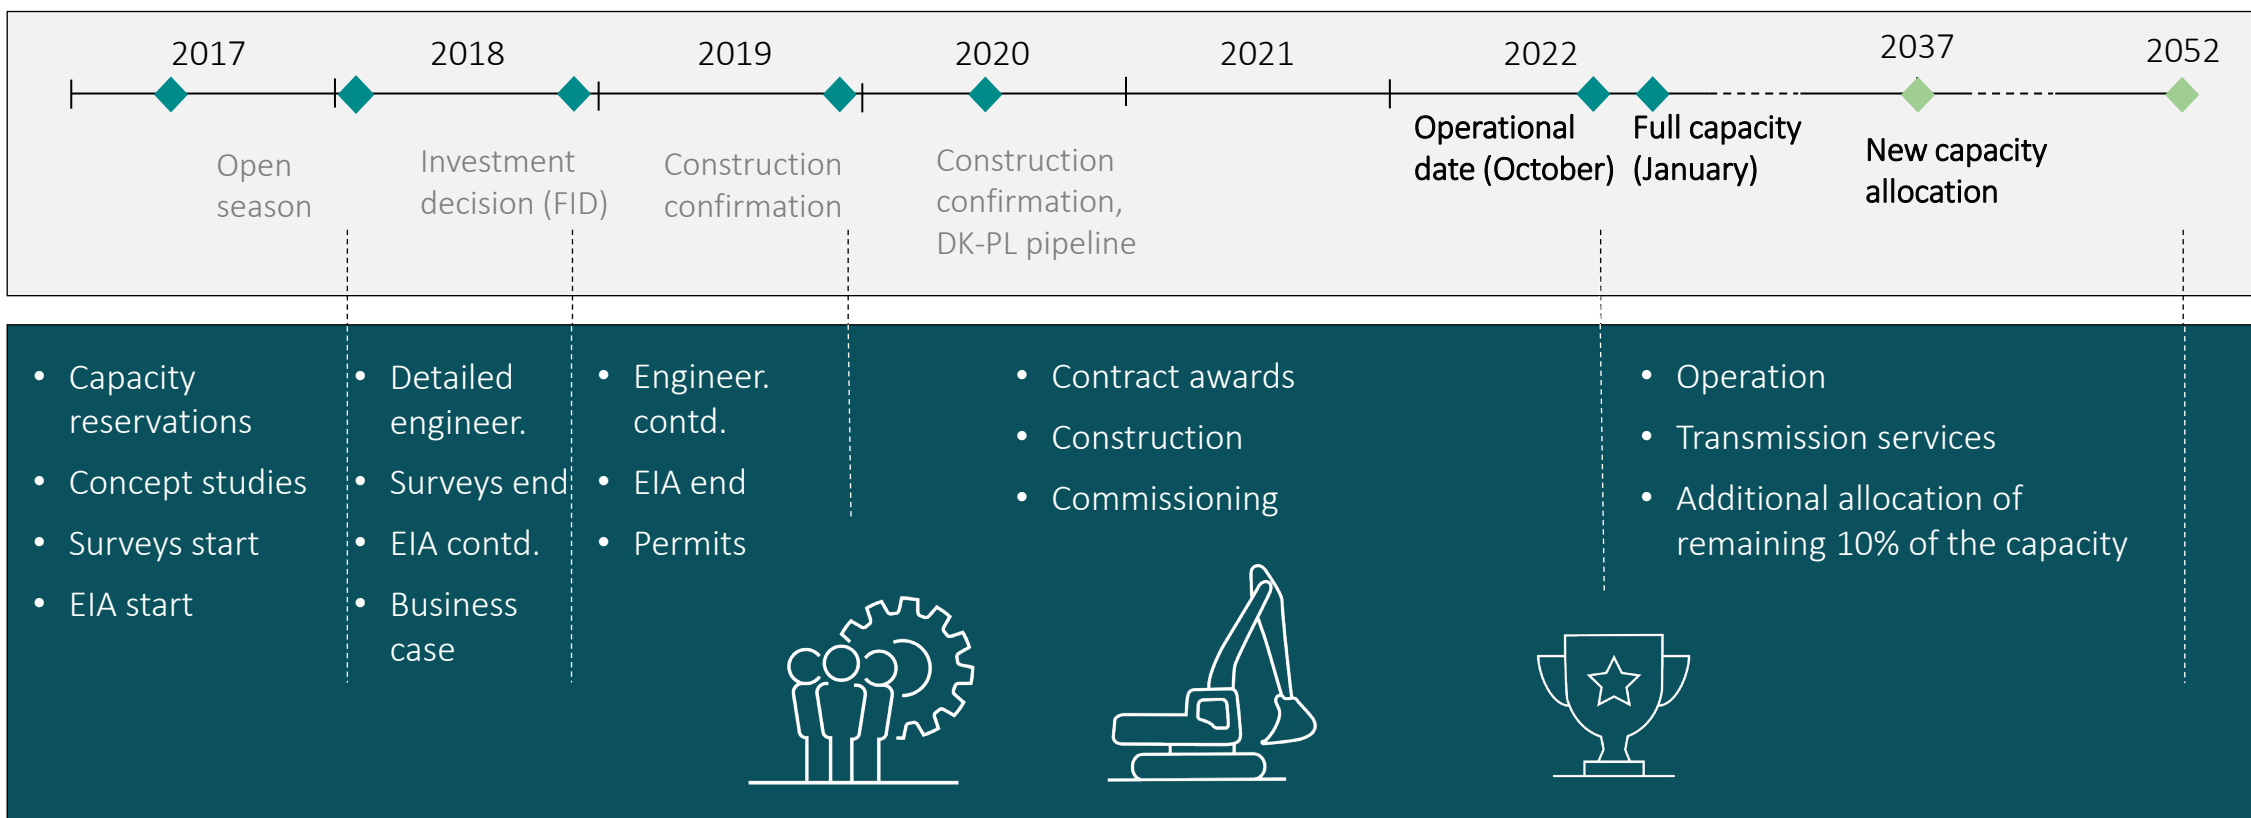 2017
2018
2019
2020
2021
2022
2037
2052
Open
season
Investment
decision (FID)
Construction
confirmation
Construction
confirmation,
DK-PL pipeline
Operational
date (October)
Full capacity
(January)
New capacity
allocation
• Capacity
reservations
• Concept studies
• Surveys start
• EIA start
• Detailed
engineer.
• Surveys end
• EIA contd.
• Business
case
• Engineer.
contd.
• EIA end
• Permits
• Contract awards
• Construction
• Commissioning
• Operation
• Transmission services
• Additional allocation of
remaining 10% of the capacity